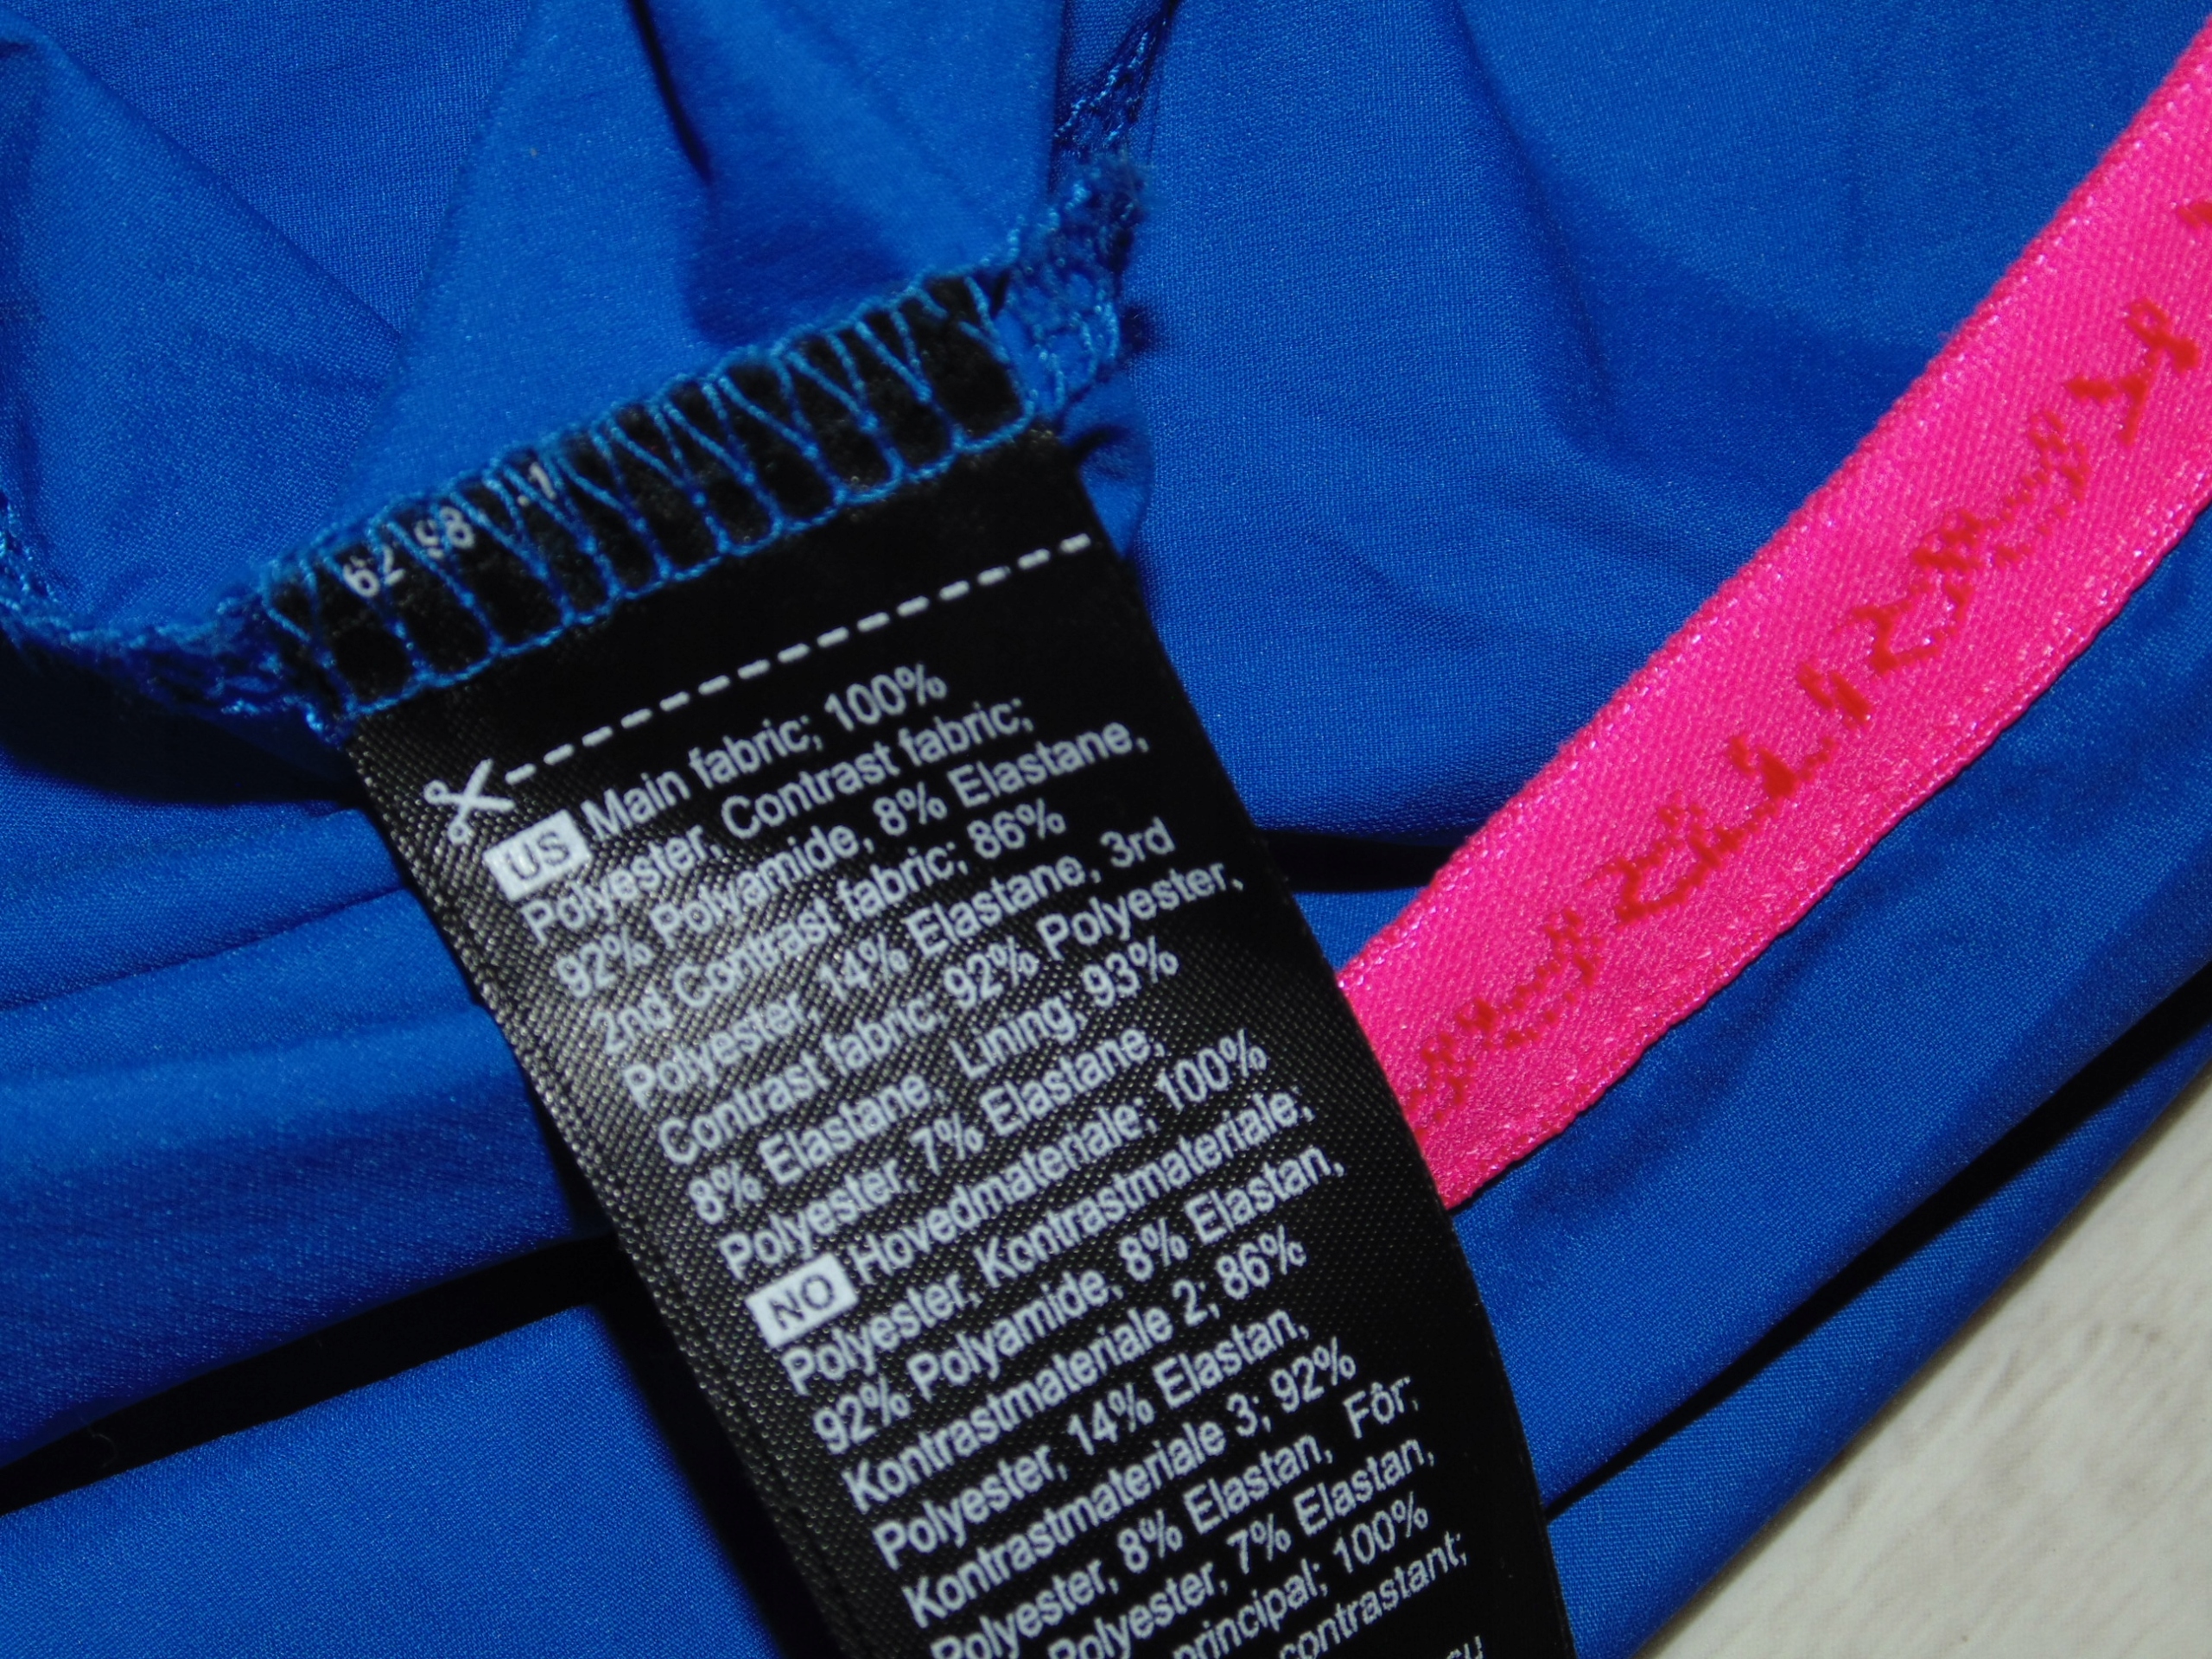 US Main fabric; 100%
Polyester, Contrast fabric;
92% Polyamide, 8% Elastane,
2nd Contrast fabric; 86%
Polyester, 14% Elastane, 3rd
Contrast fabric; 92% Polyester,
8% Elastane, Lining; 93%
Polyester, 7% Elastane,
NO Hovedmateriale; 100%
Polyester, Kontrastmateriale;
92% Polyamide, 8% Elastan,
Kontrastmateriale 2; 86%
Polyester, 14% Elastan,
Kontrastmateriale 3; 92%
Polyester, 8% Elastan, Fôr;
Polyester, 7% Elastan,
principal; 100%
contrastant;